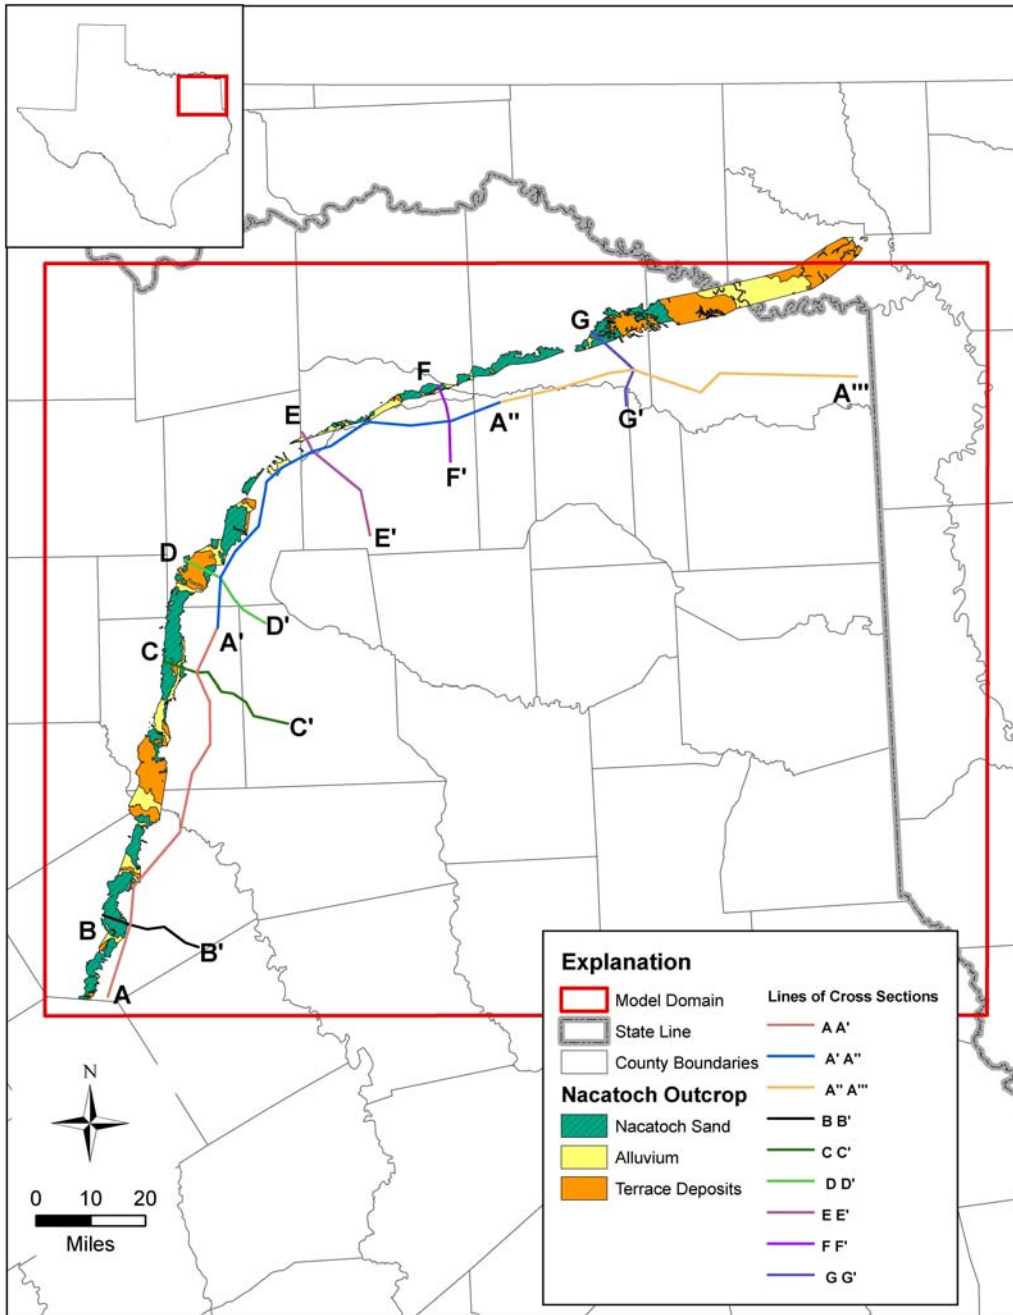 G
F
A''''
A''
G'
E
F'
E'
D
D'
A'
C
C'
B
B'
A
N
0 10 20
Miles
Explanation
Model Domain
State Line
County Boundaries
Nacatoch Outcrop
Nacatoch Sand
Alluvium
Terrace Deposits
Lines of Cross Sections
A A'
A' A''
A'' A'''
B B'
C C'
D D'
E E'
F F'
G G'